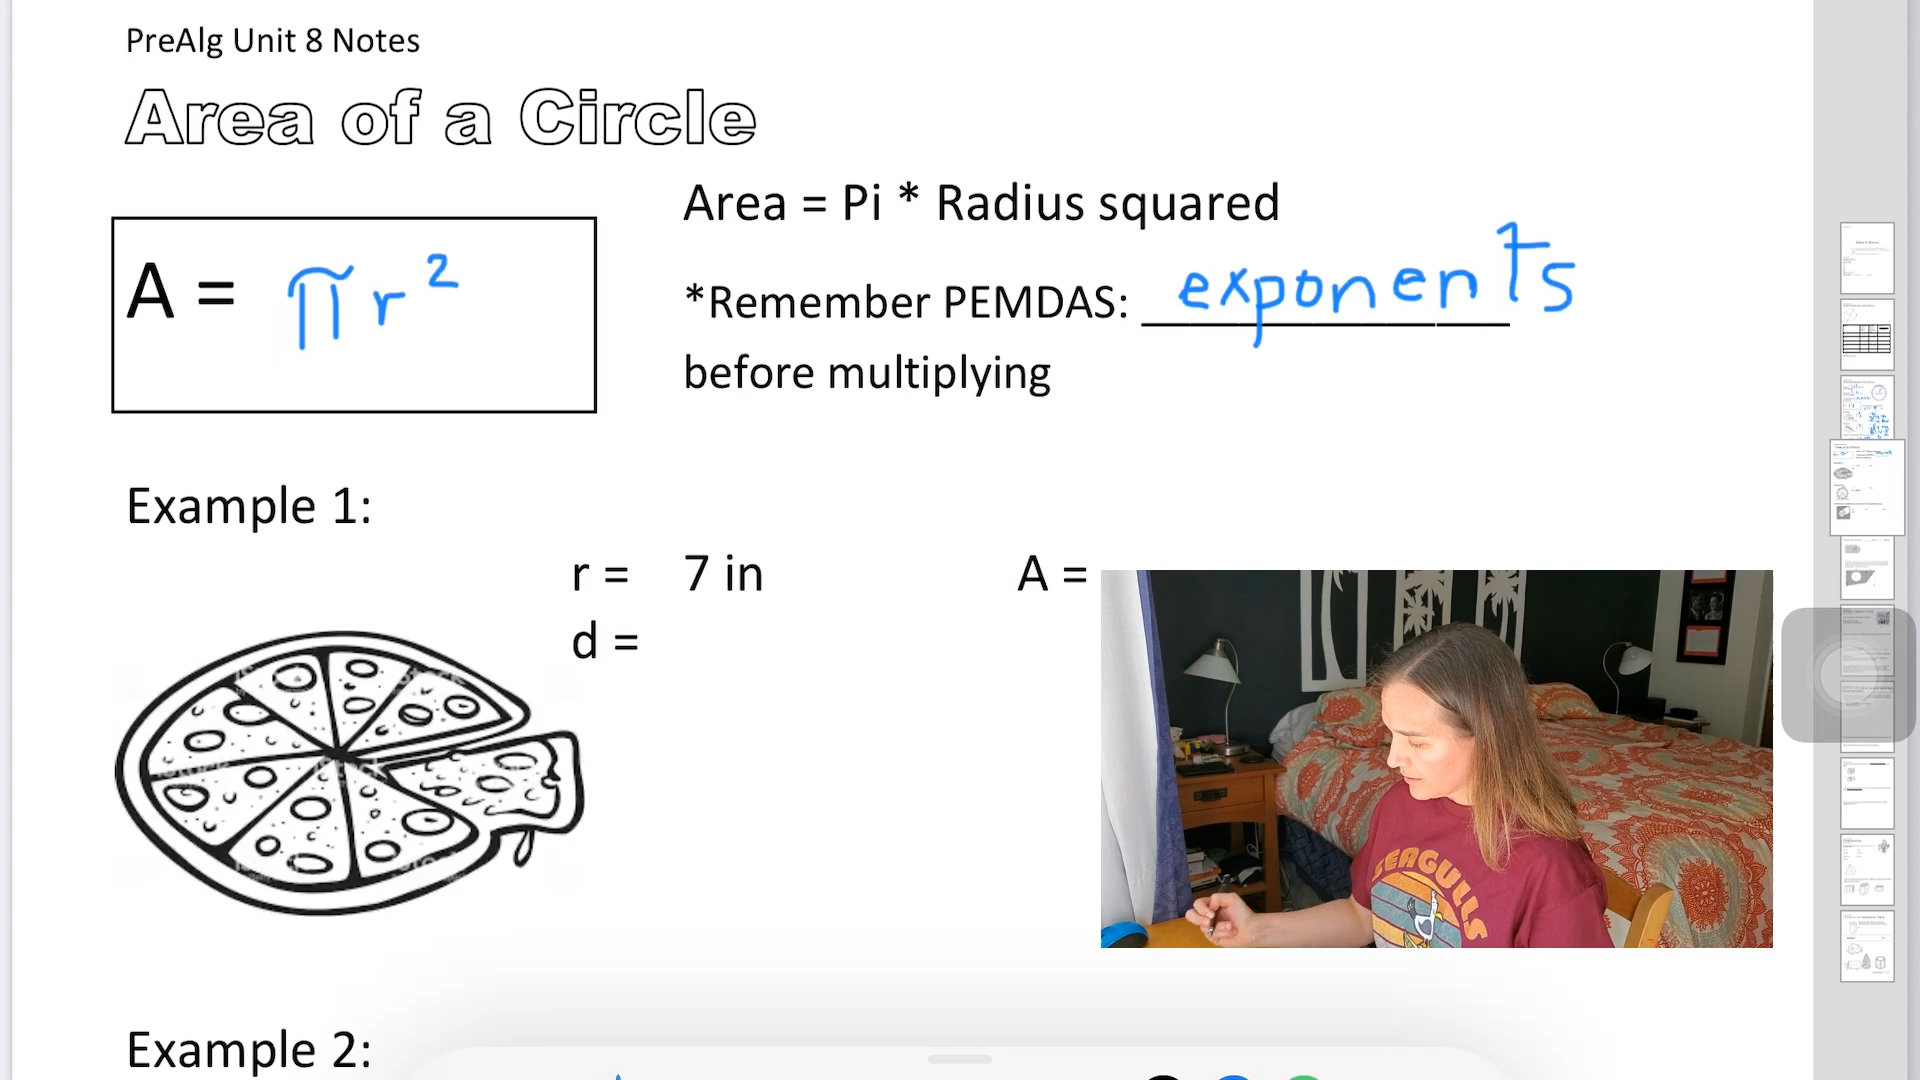 PreAlg Unit 8 Notes
Area of a Circle
A = πr²
Area = Pi * Radius squared
*Remember PEMDAS: exponents
before multiplying
Example 1:
r = 7 in
A =
d =
SEAGULLS
Example 2: